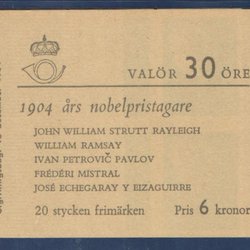 VALÖR 30 ÖRE
1904 års nobelpristagare
JOHN WILLIAM STRUTT RAYLEIGH
WILLIAM RAMSAY
IVAN PETROVIČ PAVLOV
FRÉDÉRI MISTRAL
JOSÉ ECHEGARAY Y EIZAGUIRRE
20 stycken frimärken Pris 6 kronor